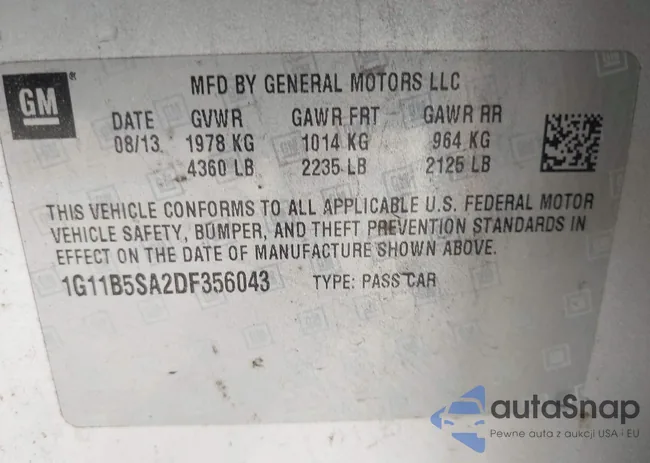 GM
MFD BY GENERAL MOTORS LLC
DATE GVWR GAWR FRT GAWR RR
08/13 1978 KG 1014 KG 964 KG
4360 LB 2235 LB 2125 LB
THIS VEHICLE CONFORMS TO ALL APPLICABLE U.S. FEDERAL MOTOR
VEHICLE SAFETY, BUMPER, AND THEFT PREVENTION STANDARDS IN
EFFECT ON THE DATE OF MANUFACTURE SHOWN ABOVE.
1G11B5SA2DF356043 TYPE: PASS CAR
autaSnap
Pewne auta z aukcji USA i EU